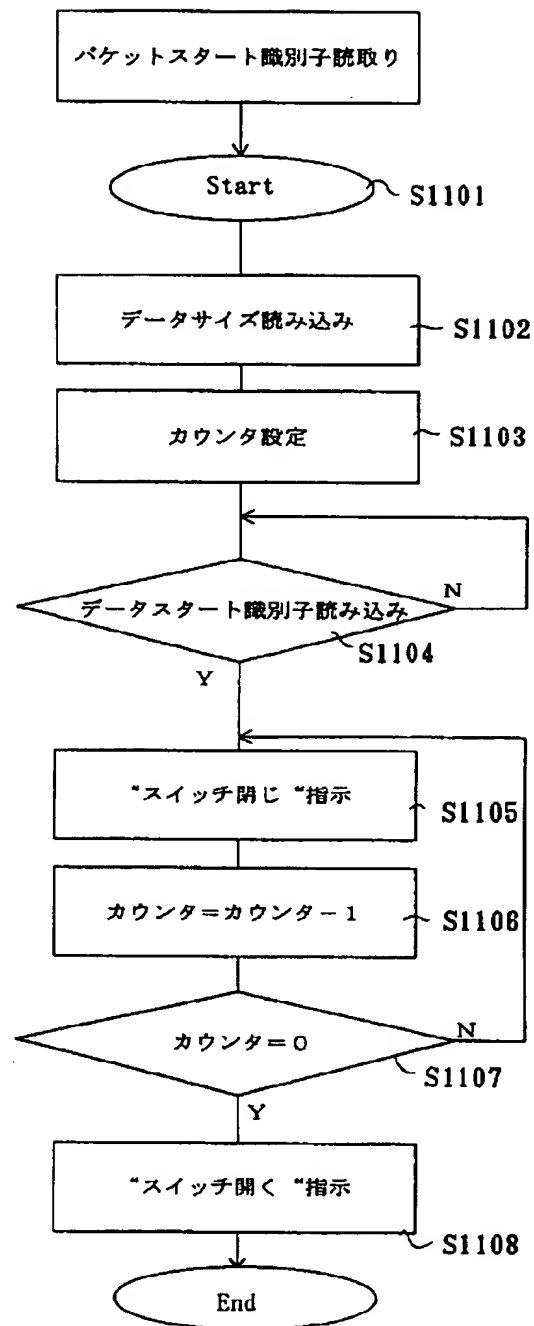 パケットスタート識別子読取り
Start
S1101
データサイズ読み込み
S1102
カウンタ設定
S1103
N
データスタート識別子読み込み
S1104
Y
“スイッチ閉じ“指示
S1105
カウンタ＝カウンタ－1
S1106
N
カウンタ＝0
S1107
Y
“スイッチ開く“指示
S1108
End